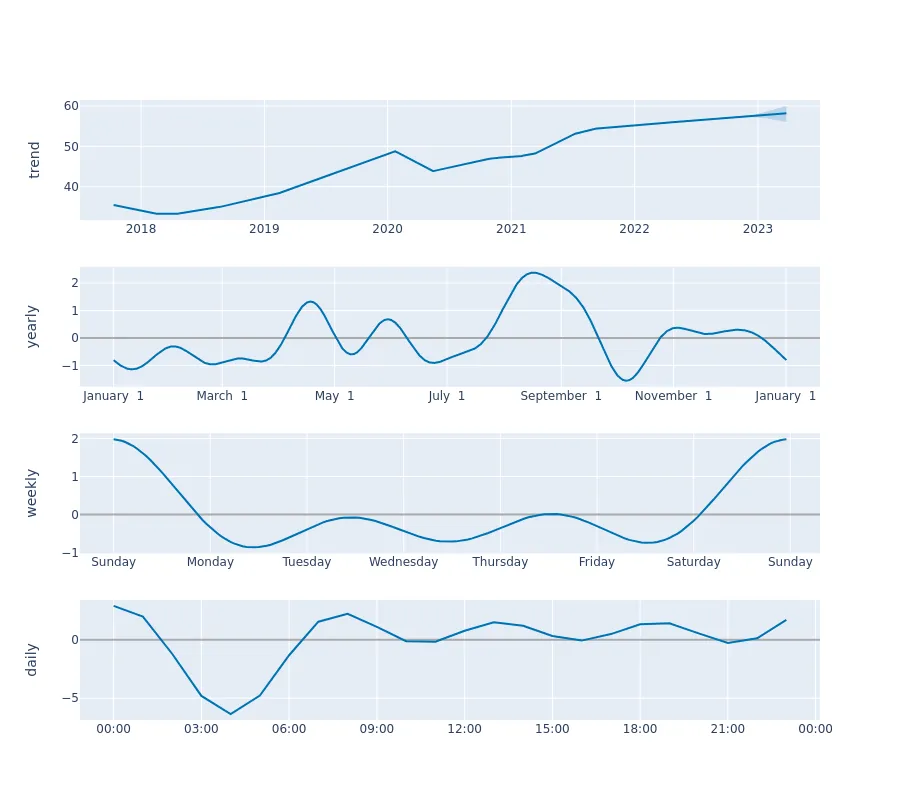 trend
60
50
40
2018 2019 2020 2021 2022 2023
yearly
2
1
0
−1
January 1 March 1 May 1 July 1 September 1 November 1 January 1
weekly
2
1
0
−1
Sunday Monday Tuesday Wednesday Thursday Friday Saturday Sunday
daily
0
−5
00:00 03:00 06:00 09:00 12:00 15:00 18:00 21:00 00:00